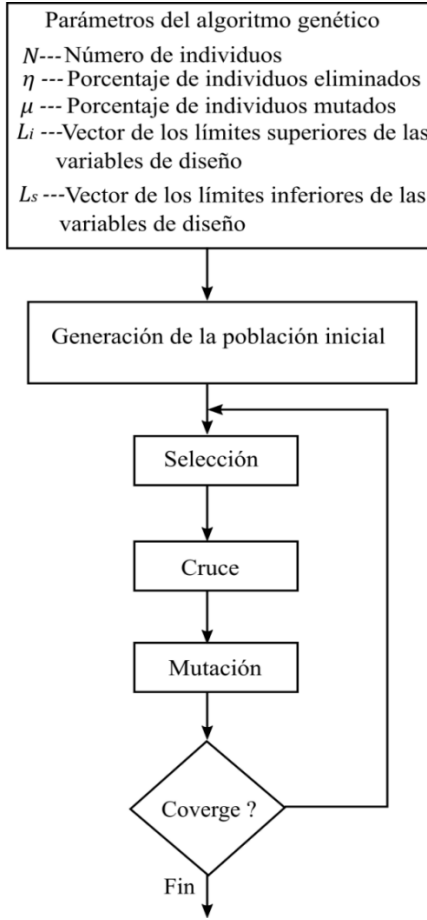 Parámetros del algoritmo genético
N---Número de individuos
η --- Porcentaje de individuos eliminados
μ --- Porcentaje de individuos mutados
Li ---Vector de los límites superiores de las
variables de diseño
Ls ---Vector de los límites inferiores de las
variables de diseño
Generación de la población inicial
Selección
Cruce
Mutación
Coverge ?
Fin